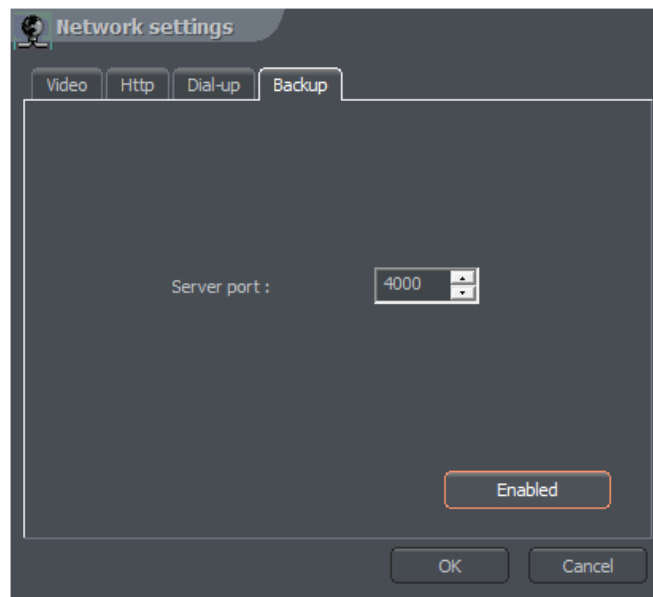 Network settings
Video Http Dial-up Backup
Server port : 4000
Enabled
OK Cancel